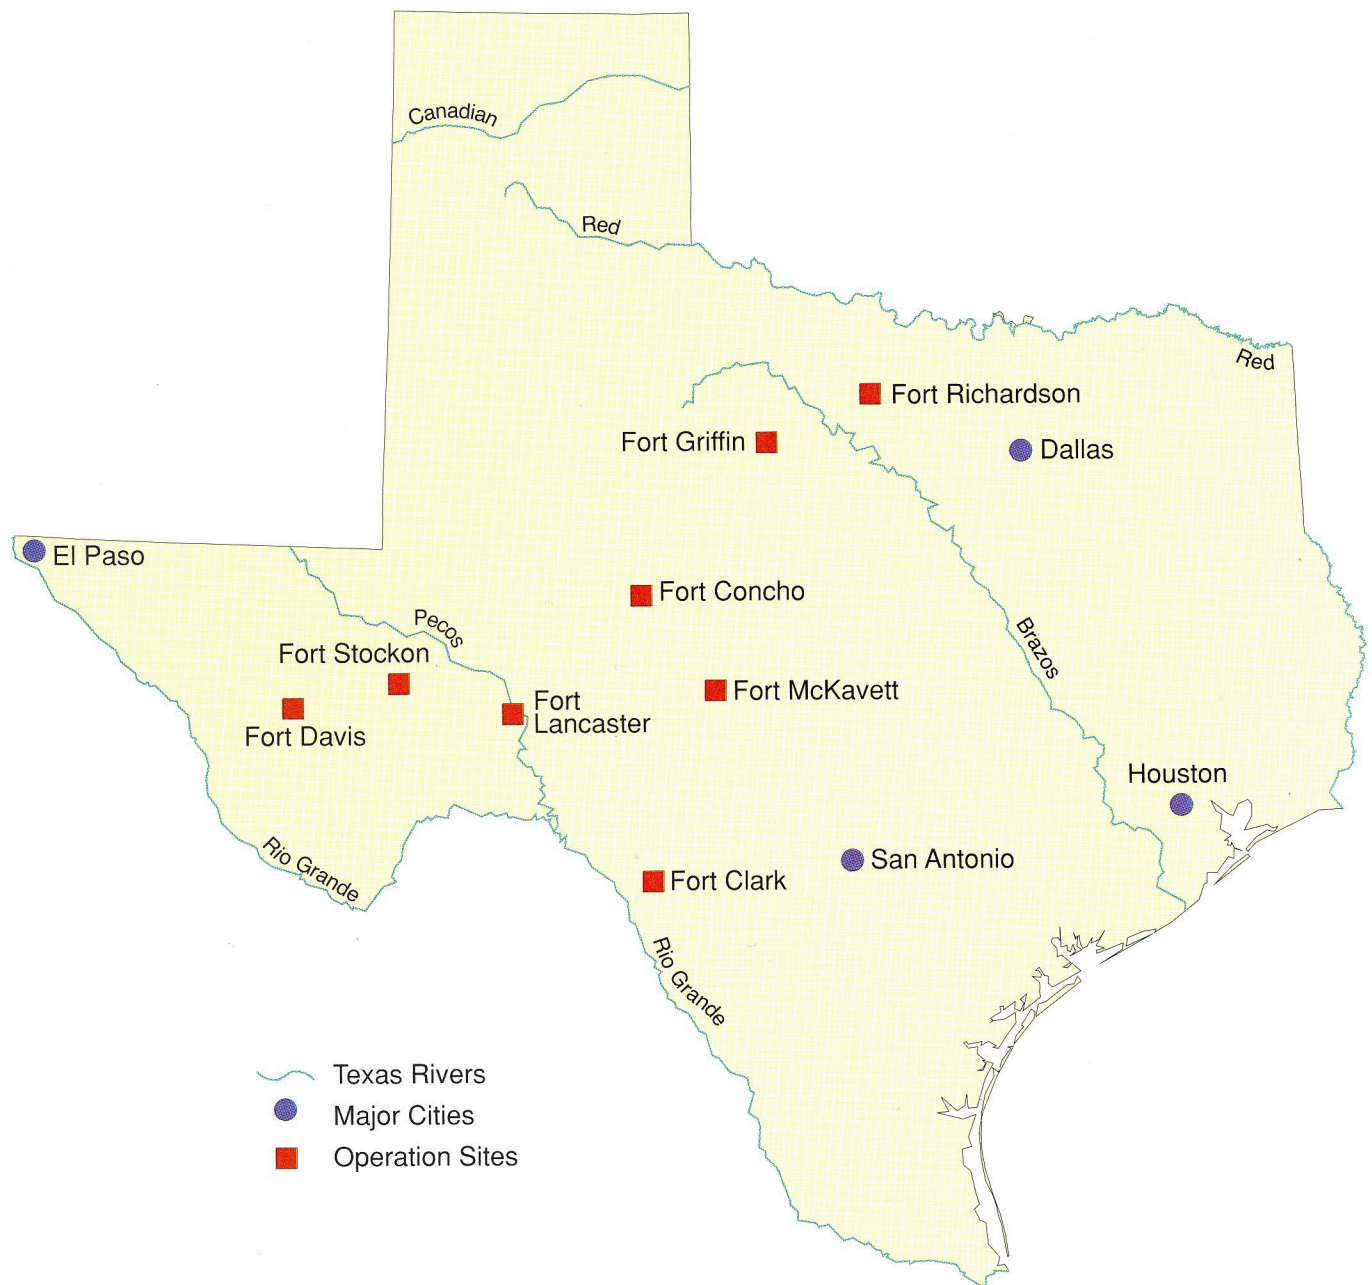 Canadian
Red
Red
Fort Richardson
Fort Griffin
Dallas
El Paso
Fort Concho
Pecos
Brazos
Fort Stockon
Fort McKavett
Fort
Lancaster
Fort Davis
Houston
Rio Grande
San Antonio
Fort Clark
Rio Grande
Texas Rivers
Major Cities
Operation Sites